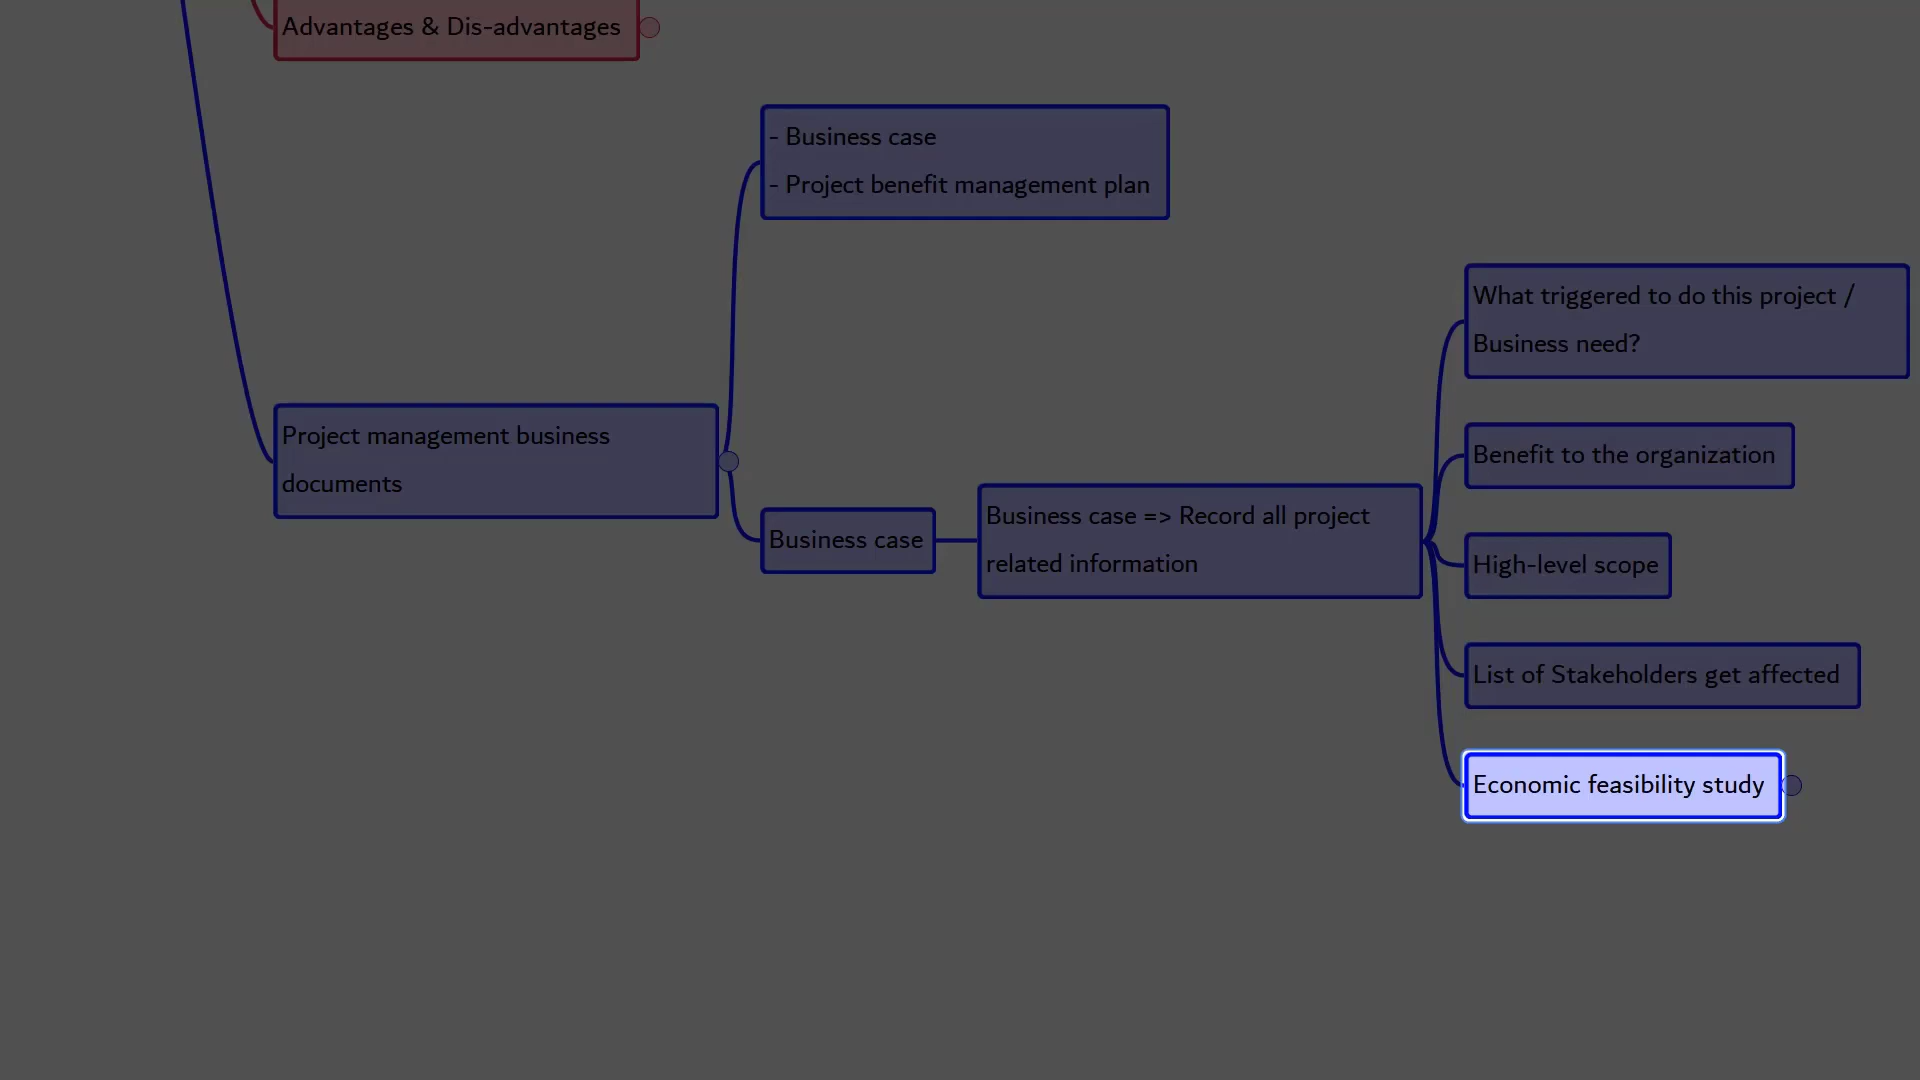 Advantages & Dis-advantages
- Business case
- Project benefit management plan
Project management business
documents
Business case
Business case => Record all project
related information
What triggered to do this project /
Business need?
Benefit to the organization
High-level scope
List of Stakeholders get affected
Economic feasibility study